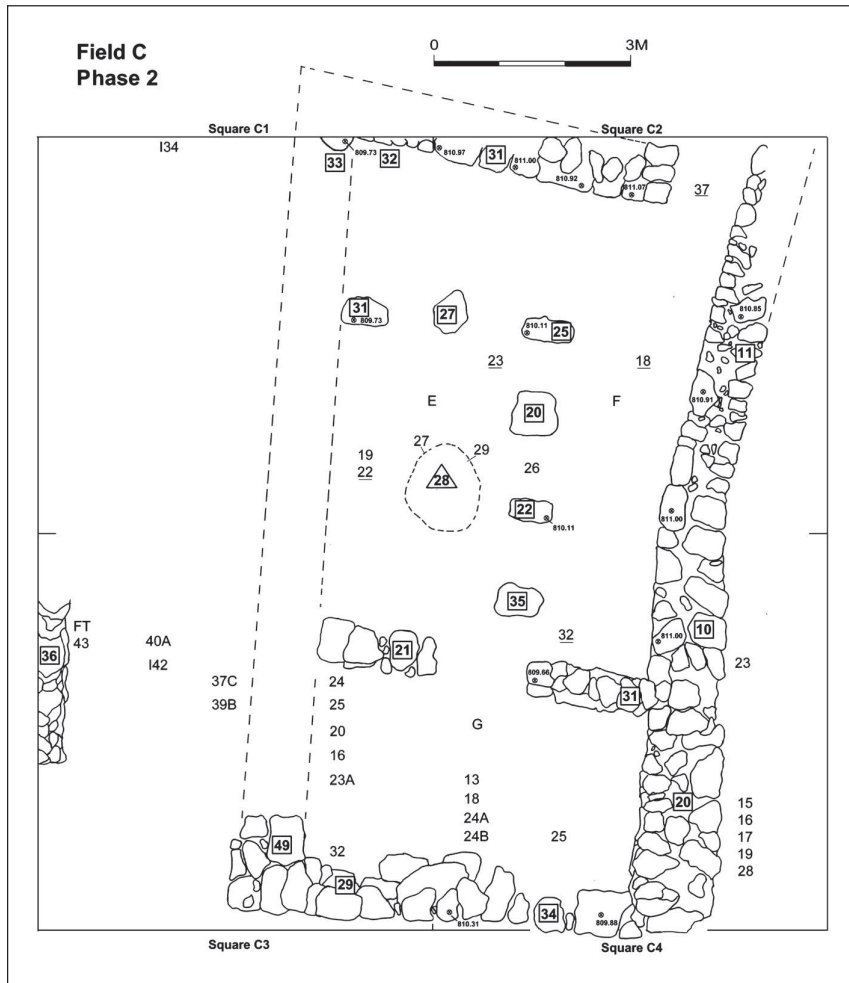 Field C
Phase 2
0 3M
Square C1 Square C2
I34
33 809.73 32 810.97 31 811.00 810.92 811.07 37
31 809.73 27 810.11 25 810.85
11
23 18
810.91
E 20 F
27 29
19
22 28 26
22 810.11 811.00
35
FT
43 40A 32 811.00 10
36 I42 21 23
37C 24 809.66 31
39B 25
20 G
16
23A 13 20 15
18 16
24A 17
24B 25 19
49 32 28
29
810.31 34 809.88
Square C3 Square C4